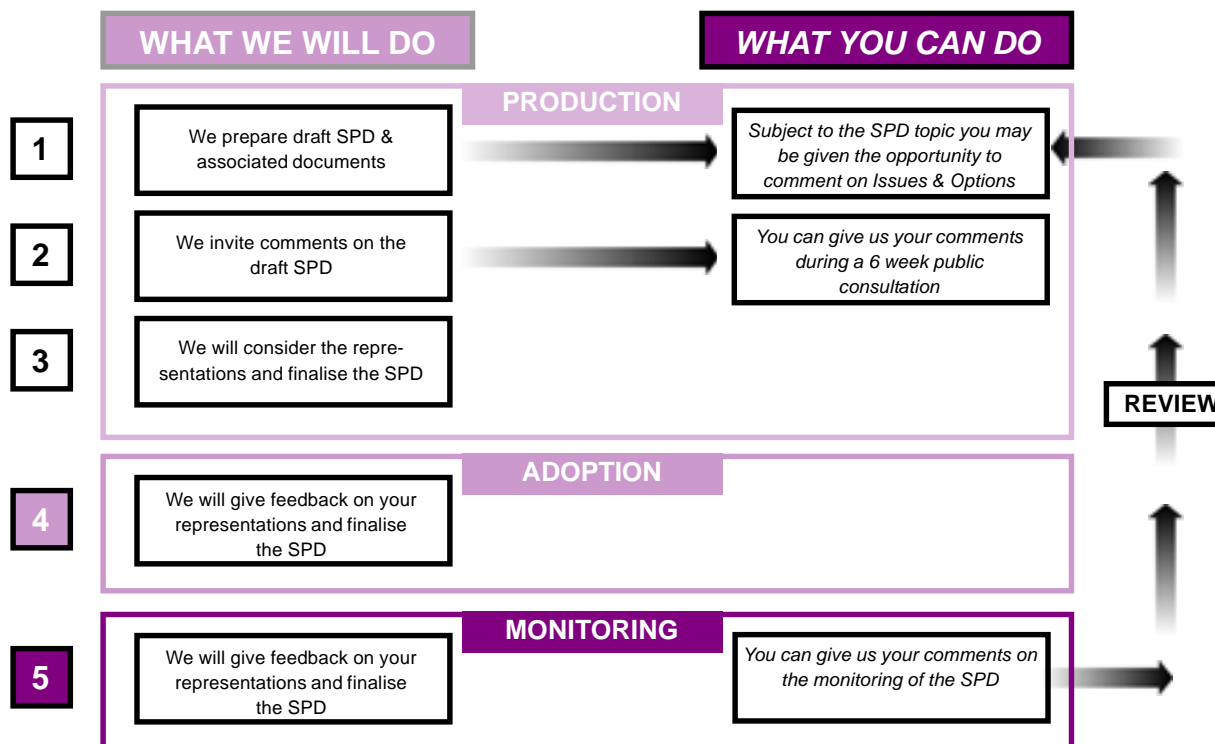 WHAT WE WILL DO
WHAT YOU CAN DO
PRODUCTION
1
We prepare draft SPD &
associated documents
Subject to the SPD topic you may
be given the opportunity to
comment on Issues & Options
2
We invite comments on the
draft SPD
You can give us your comments
during a 6 week public
consultation
3
We will consider the repre-
sentations and finalise the SPD
REVIEW
ADOPTION
4
We will give feedback on your
representations and finalise
the SPD
MONITORING
5
We will give feedback on your
representations and finalise
the SPD
You can give us your comments on
the monitoring of the SPD